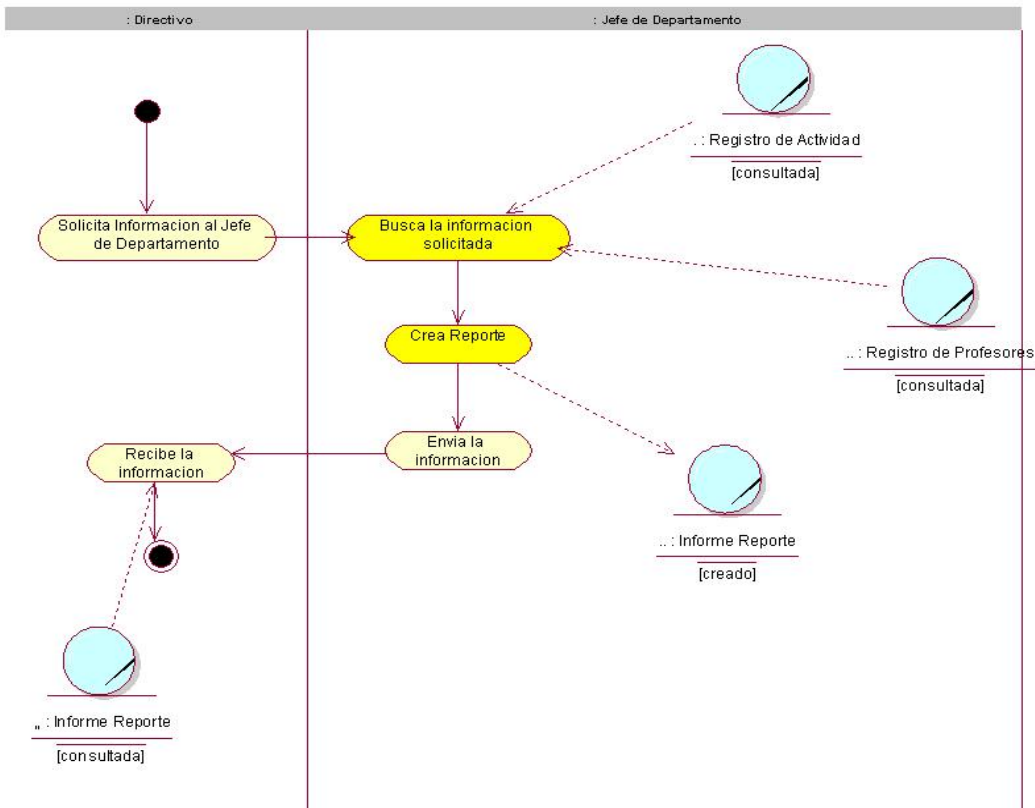 : Directivo
: Jefe de Departamento
. : Registro de Actividad
[consultada]
Solicita Informacion al Jefe
de Departamento
Busca la informacion
solicitada
.. : Registro de Profesores
[consultada]
Crea Reporte
Envia la
informacion
Recibe la
informacion
.. : Informe Reporte
[creado]
,, : Informe Reporte
[consultada]